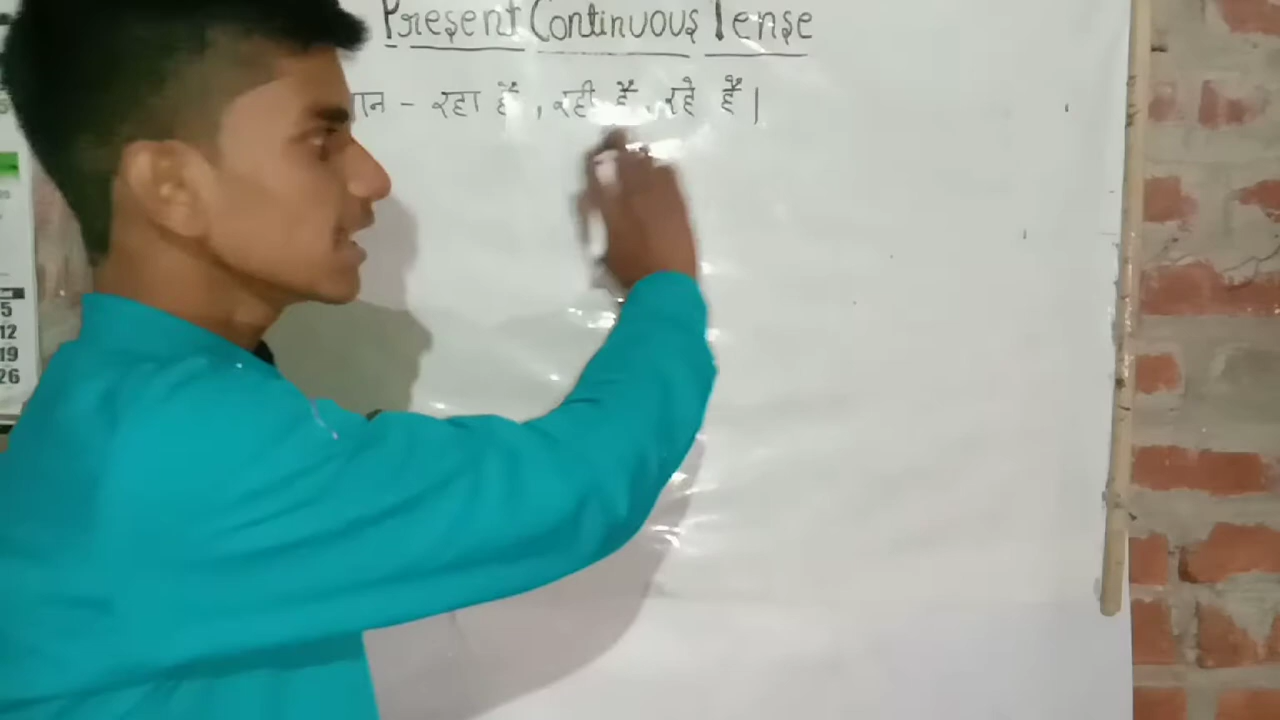 Present Continuous Tense
5
12
19
26
रहा हूँ , रही हूँ , रहे हैं |